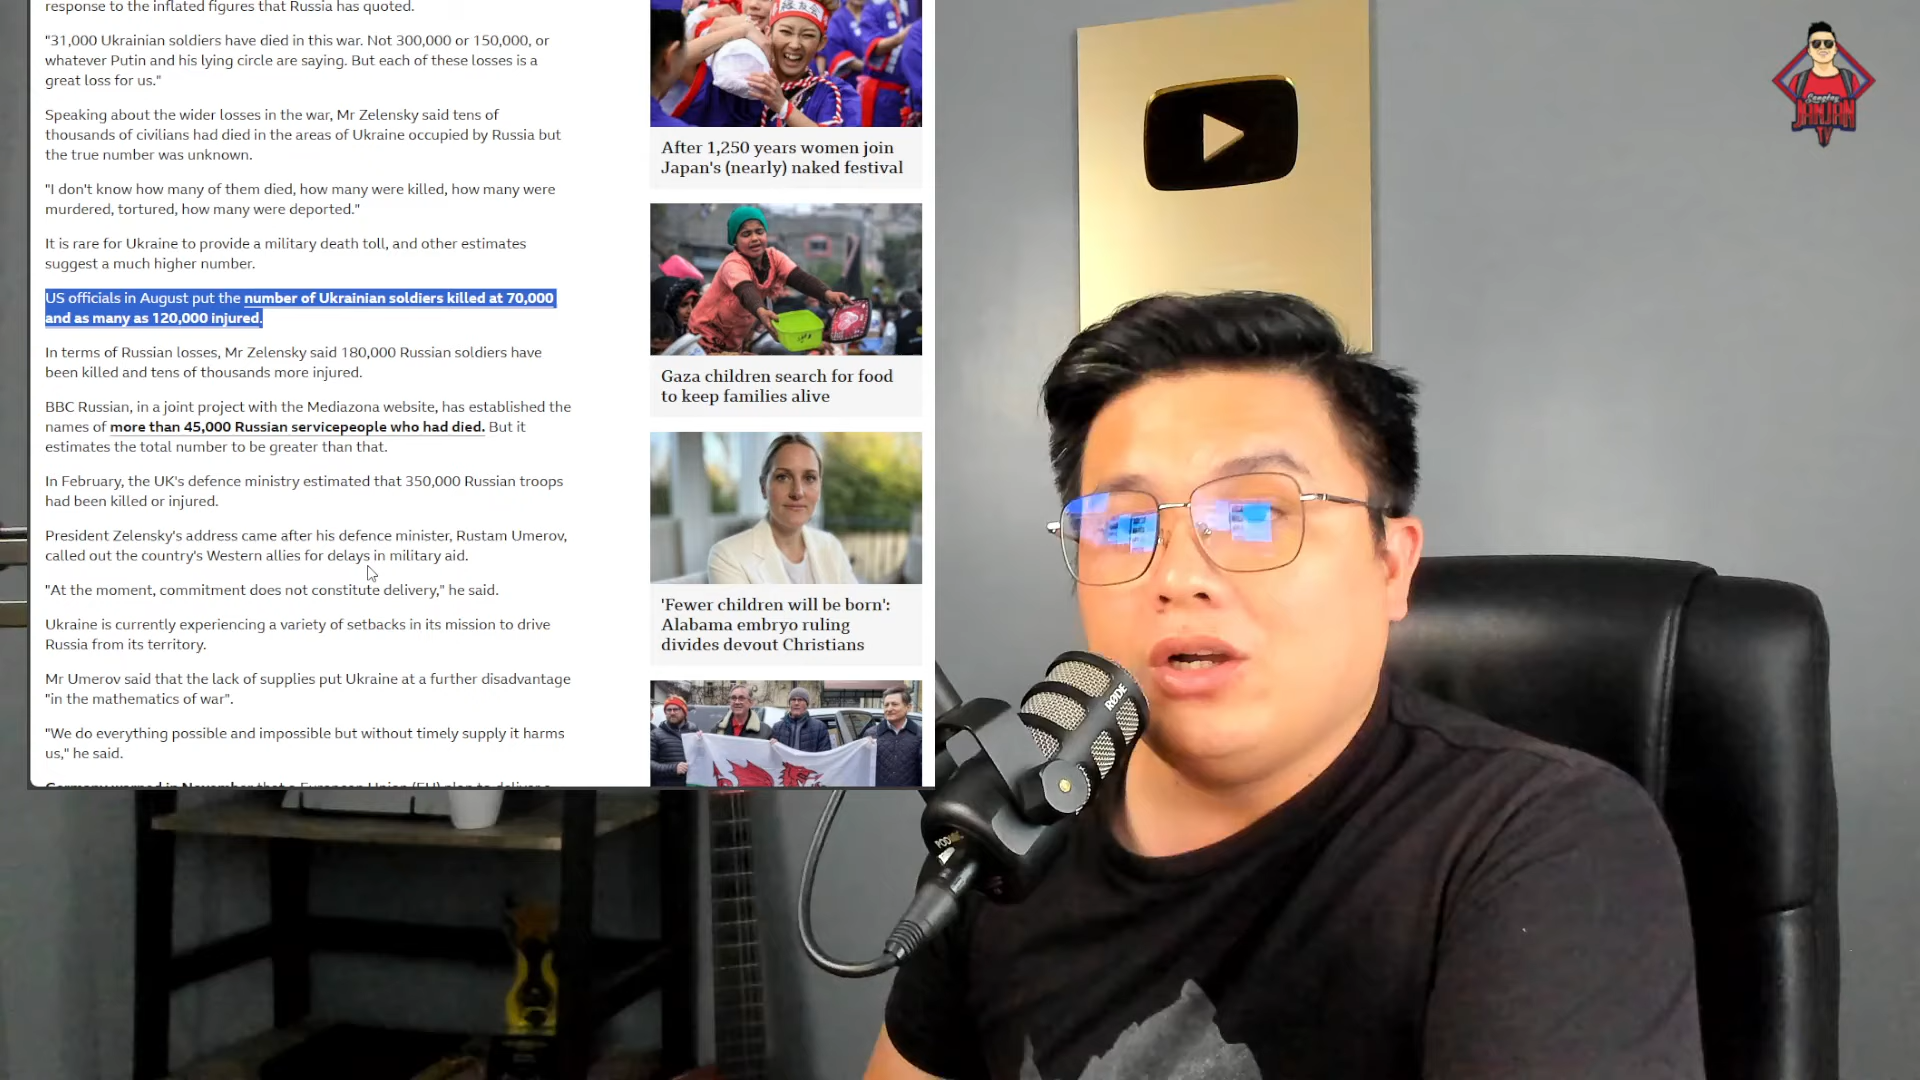 response to the inflated figures that Russia has quoted.
"31,000 Ukrainian soldiers have died in this war. Not 300,000 or 150,000, or
whatever Putin and his lying circle are saying. But each of these losses is a
great loss for us."
Speaking about the wider losses in the war, Mr Zelensky said tens of
thousands of civilians had died in the areas of Ukraine occupied by Russia but
the true number was unknown.
"I don't know how many of them died, how many were killed, how many were
murdered, tortured, how many were deported."
It is rare for Ukraine to provide a military death toll, and other estimates
suggest a much higher number.
US officials in August put the number of Ukrainian soldiers killed at 70,000
and as many as 120,000 injured.
In terms of Russian losses, Mr Zelensky said 180,000 Russian soldiers have
been killed and tens of thousands more injured.
BBC Russian, in a joint project with the Mediazona website, has established the
names of more than 45,000 Russian servicepeople who had died. But it
estimates the total number to be greater than that.
In February, the UK's defence ministry estimated that 350,000 Russian troops
had been killed or injured.
President Zelensky's address came after his defence minister, Rustam Umerov,
called out the country's Western allies for delays in military aid.
"At the moment, commitment does not constitute delivery," he said.
Ukraine is currently experiencing a variety of setbacks in its mission to drive
Russia from its territory.
Mr Umerov said that the lack of supplies put Ukraine at a further disadvantage
"in the mathematics of war".
"We do everything possible and impossible but without timely supply it harms
us," he said.
Germany warned in November that a European Union (EU) plan to deliver a
After 1,250 years women join
Japan's (nearly) naked festival
Gaza children search for food
to keep families alive
'Fewer children will be born':
Alabama embryo ruling
divides devout Christians
RØDE
JANJAN
TV